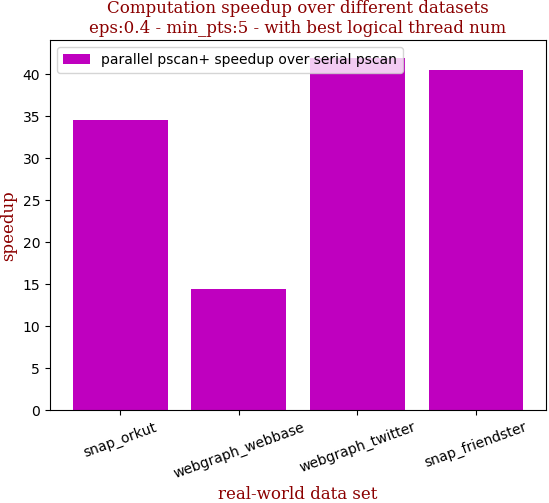 Computation speedup over different datasets
eps:0.4 - min_pts:5 - with best logical thread num
parallel pscan+ speedup over serial pscan
speedup
40
35
30
25
20
15
10
5
0
snap_orkut
webgraph_webbase
webgraph_twitter
snap_friendster
real-world data set